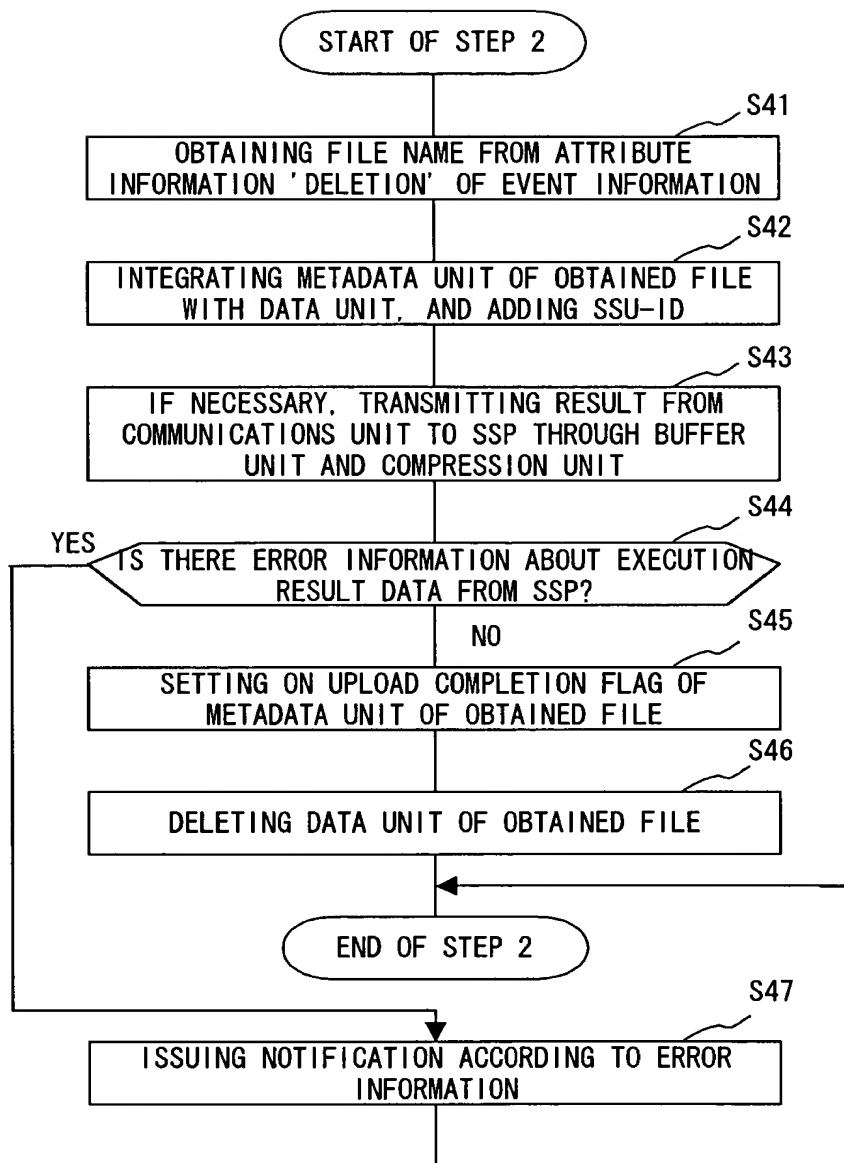 START OF STEP 2
S41
OBTAINING FILE NAME FROM ATTRIBUTE
INFORMATION 'DELETION' OF EVENT INFORMATION
S42
INTEGRATING METADATA UNIT OF OBTAINED FILE
WITH DATA UNIT, AND ADDING SSU-ID
S43
IF NECESSARY, TRANSMITTING RESULT FROM
COMMUNICATIONS UNIT TO SSP THROUGH BUFFER
UNIT AND COMPRESSION UNIT
S44
YES
IS THERE ERROR INFORMATION ABOUT EXECUTION
RESULT DATA FROM SSP?
NO
S45
SETTING ON UPLOAD COMPLETION FLAG OF
METADATA UNIT OF OBTAINED FILE
S46
DELETING DATA UNIT OF OBTAINED FILE
END OF STEP 2
S47
ISSUING NOTIFICATION ACCORDING TO ERROR
INFORMATION